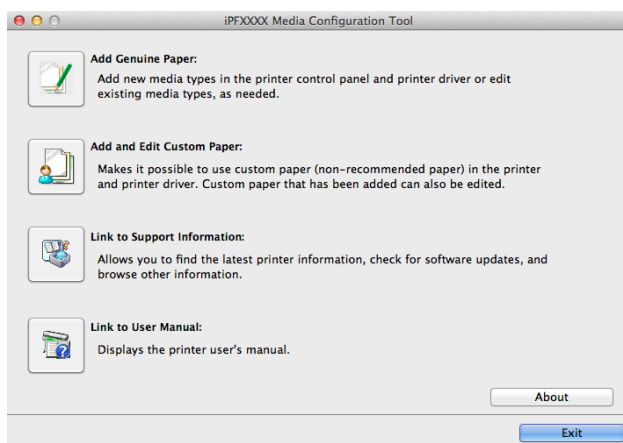 iPFXXXX Media Configuration Tool
Add Genuine Paper:
Add new media types in the printer control panel and printer driver or edit
existing media types, as needed.
Add and Edit Custom Paper:
Makes it possible to use custom paper (non-recommended paper) in the printer
and printer driver. Custom paper that has been added can also be edited.
Link to Support Information:
Allows you to find the latest printer information, check for software updates, and
browse other information.
Link to User Manual:
Displays the printer user's manual.
About
Exit